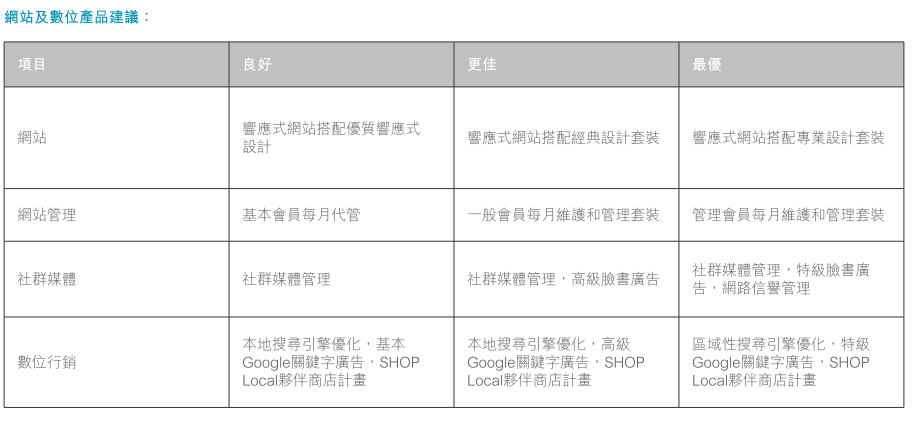 網站及數位產品建議：
項目
良好
更佳
最優
網站
響應式網站搭配優質響應式
設計
響應式網站搭配經典設計套裝
響應式網站搭配專業設計套裝
網站管理
基本會員每月代管
一般會員每月維護和管理套裝
管理會員每月維護和管理套裝
社群媒體
社群媒體管理
社群媒體管理，高級臉書廣告
社群媒體管理，特級臉書廣
告，網路信譽管理
數位行銷
本地搜尋引擎優化，基本
Google關鍵字廣告，SHOP
Local夥伴商店計畫
本地搜尋引擎優化，高級
Google關鍵字廣告，SHOP
Local夥伴商店計畫
區域性搜尋引擎優化，特級
Google關鍵字廣告，SHOP
Local夥伴商店計畫